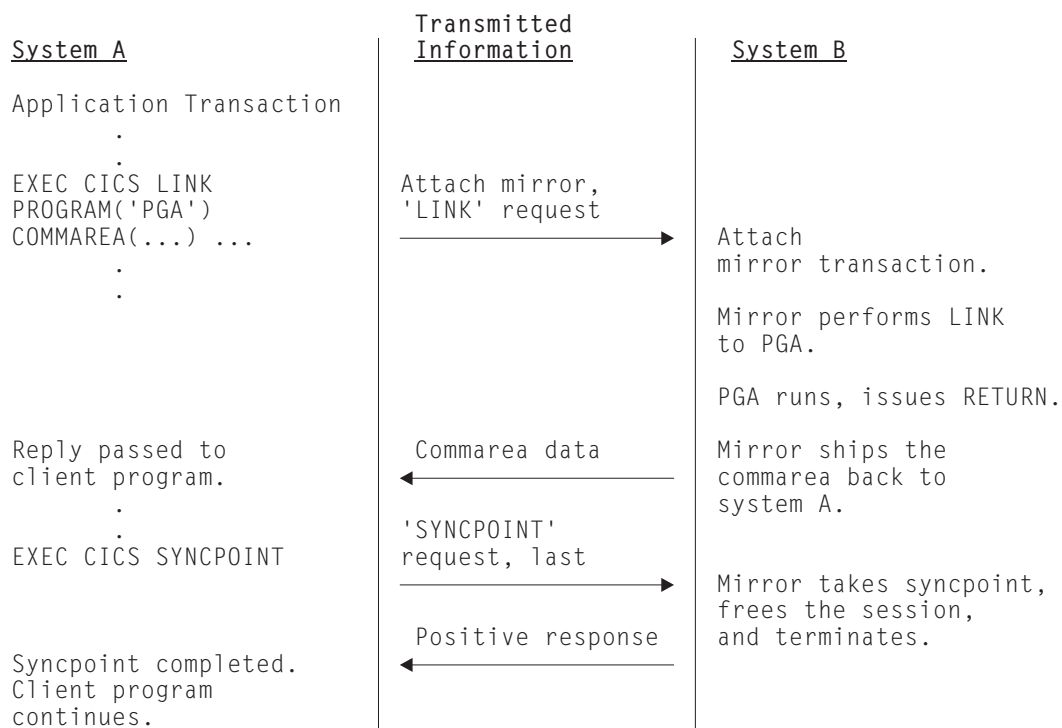 Transmitted
System A Information System B
Application Transaction
.
.
EXEC CICS LINK Attach mirror,
PROGRAM('PGA') 'LINK' request
COMMAREA(...) ... Attach
. mirror transaction.
.
Mirror performs LINK
to PGA.
PGA runs, issues RETURN.
Reply passed to Commarea data Mirror ships the
client program. commarea back to
. system A.
. 'SYNCPOINT'
EXEC CICS SYNCPOINT request, last
Mirror takes syncpoint,
frees the session,
Positive response and terminates.
Syncpoint completed.
Client program
continues.